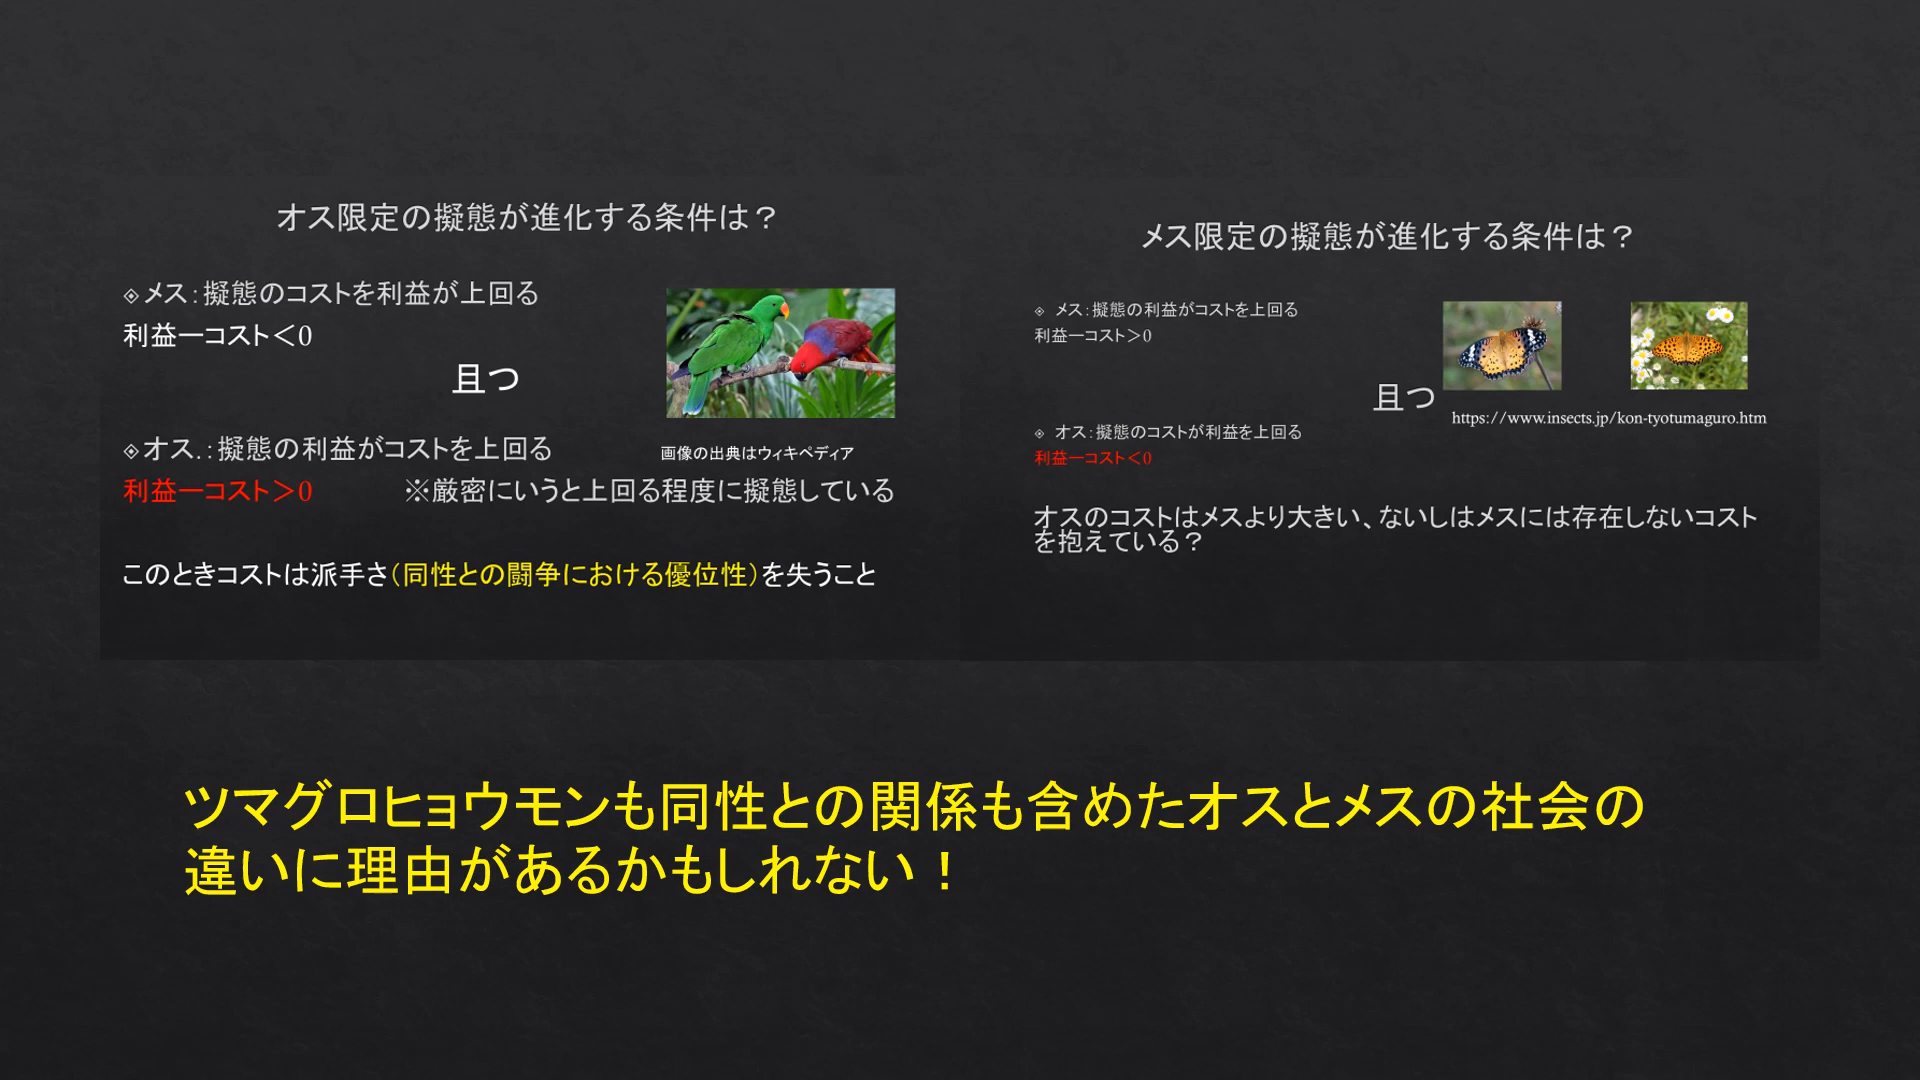 オス限定の擬態が進化する条件は？
◈メス：擬態のコストを利益が上回る
利益―コスト＜0
且つ
◈オス.：擬態の利益がコストを上回る
画像の出典はウィキペディア
利益―コスト＞0　※厳密にいうと上回る程度に擬態している
このときコストは派手さ（同性との闘争における優位性）を失うこと
メス限定の擬態が進化する条件は？
◈ メス：擬態の利益がコストを上回る
利益―コスト＞0
且つ
https://www.insects.jp/kon-tyotumaguro.htm
◈ オス：擬態のコストが利益を上回る
利益―コスト＜0
オスのコストはメスより大きい、ないしはメスには存在しないコスト
を抱えている？
ツマグロヒョウモンも同性との関係も含めたオスとメスの社会の
違いに理由があるかもしれない！